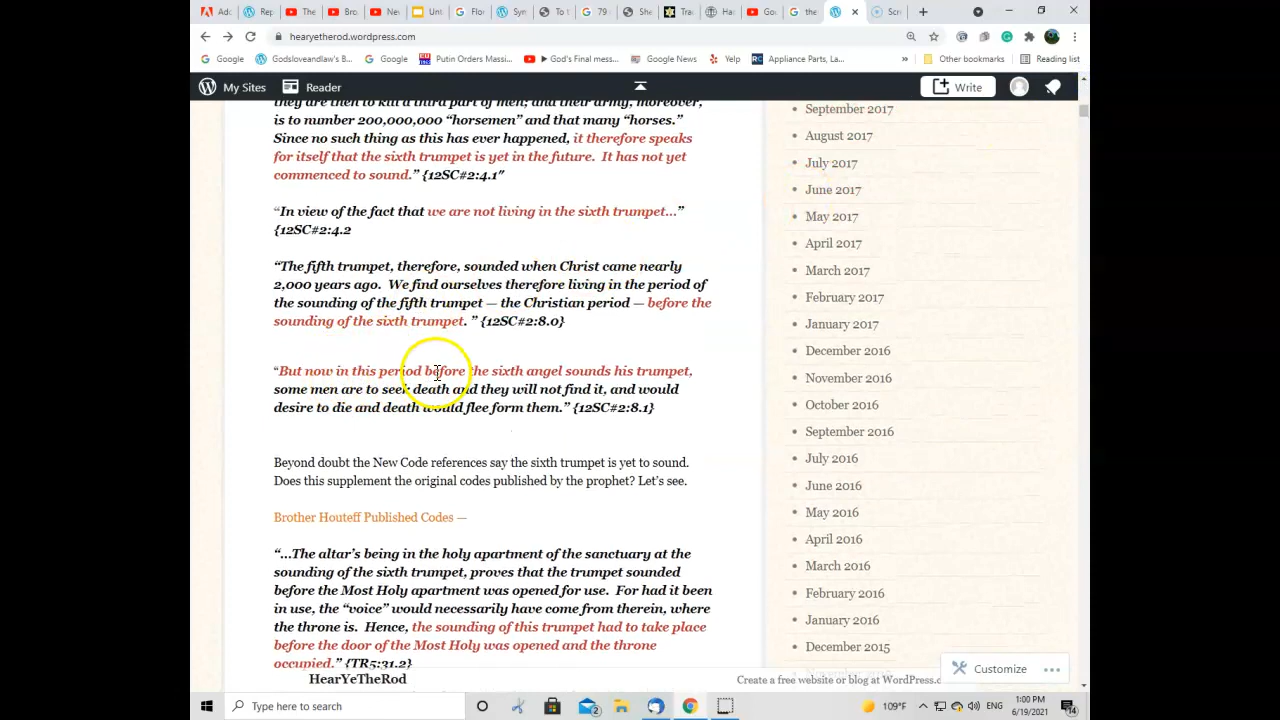 Ado
Rep
The
Bro
Nev
Unt
Flor
Syn
To t
79
She
Tra
Ha
Go
the
Scr
hearyetherod.wordpress.com
Google
Godsloveandlaw's B...
Google
Putin Orders Massi...
God's Final mess...
Google News
Yelp
Appliance Parts, La...
»
Other bookmarks
Reading list
My Sites
Reader
Write
they are then to kill a third part of men; and their army, moreover,
is to number 200,000,000 “horsemen” and that many “horses.”
Since no such thing as this has ever happened, it therefore speaks
for itself that the sixth trumpet is yet in the future.  It has not yet
commenced to sound.” {12SC#2:4.1″
“In view of the fact that we are not living in the sixth trumpet…”
{12SC#2:4.2
“The fifth trumpet, therefore, sounded when Christ came nearly
2,000 years ago.  We find ourselves therefore living in the period of
the sounding of the fifth trumpet — the Christian period — before the
sounding of the sixth trumpet. ” {12SC#2:8.0}
“But now in this period before the sixth angel sounds his trumpet,
some men are to seek death and they will not find it, and would
desire to die and death would flee form them.” {12SC#2:8.1}
Beyond doubt the New Code references say the sixth trumpet is yet to sound.
Does this supplement the original codes published by the prophet? Let’s see.
Brother Houteff Published Codes —
“…The altar’s being in the holy apartment of the sanctuary at the
sounding of the sixth trumpet, proves that the trumpet sounded
before the Most Holy apartment was opened for use.  For had it been
in use, the “voice” would necessarily have come from therein, where
the throne is.  Hence, the sounding of this trumpet had to take place
before the door of the Most Holy was opened and the throne
occupied.” {TR5:31.2}
September 2017
August 2017
July 2017
June 2017
May 2017
April 2017
March 2017
February 2017
January 2017
December 2016
November 2016
October 2016
September 2016
July 2016
June 2016
May 2016
April 2016
March 2016
February 2016
January 2016
December 2015
HearYeTheRod
Create a free website or blog at WordPress.c
Customize
Type here to search
2
109°F
ENG
1:00 PM
6/19/2021
14